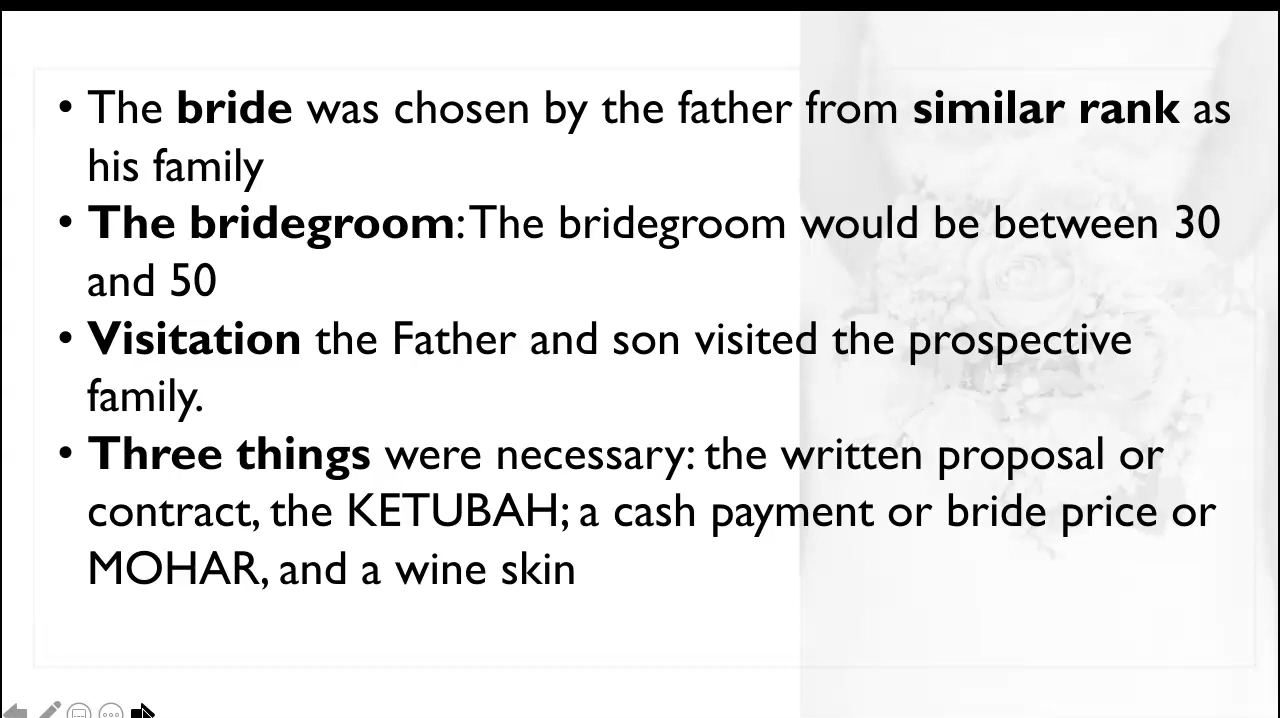 • The bride was chosen by the father from similar rank as
his family
• The bridegroom: The bridegroom would be between 30
and 50
• Visitation the Father and son visited the prospective
family.
• Three things were necessary: the written proposal or
contract, the KETUBAH; a cash payment or bride price or
MOHAR, and a wine skin